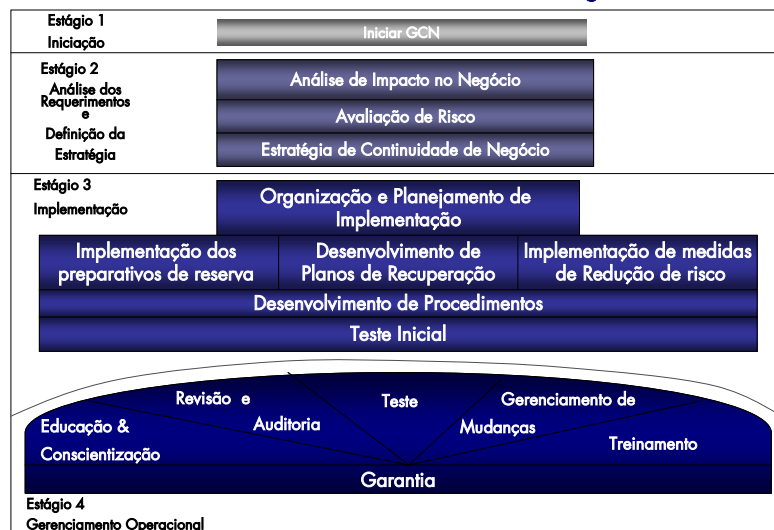 Estágio 1
Iniciação
Iniciar GCN
Estágio 2
Análise dos
Requerimentos
e
Definição da
Estratégia
Análise de Impacto no Negócio
Avaliação de Risco
Estratégia de Continuidade de Negócio
Estágio 3
Implementação
Organização e Planejamento de
Implementação
Implementação dos
preparativos de reserva
Desenvolvimento de
Planos de Recuperação
Implementação de medidas
de Redução de risco
Desenvolvimento de Procedimentos
Teste Inicial
Educação &
Conscientização
Revisão e
Auditoria
Teste
Gerenciamento de
Mudanças
Treinamento
Garantia
Estágio 4
Gerenciamento Operacional